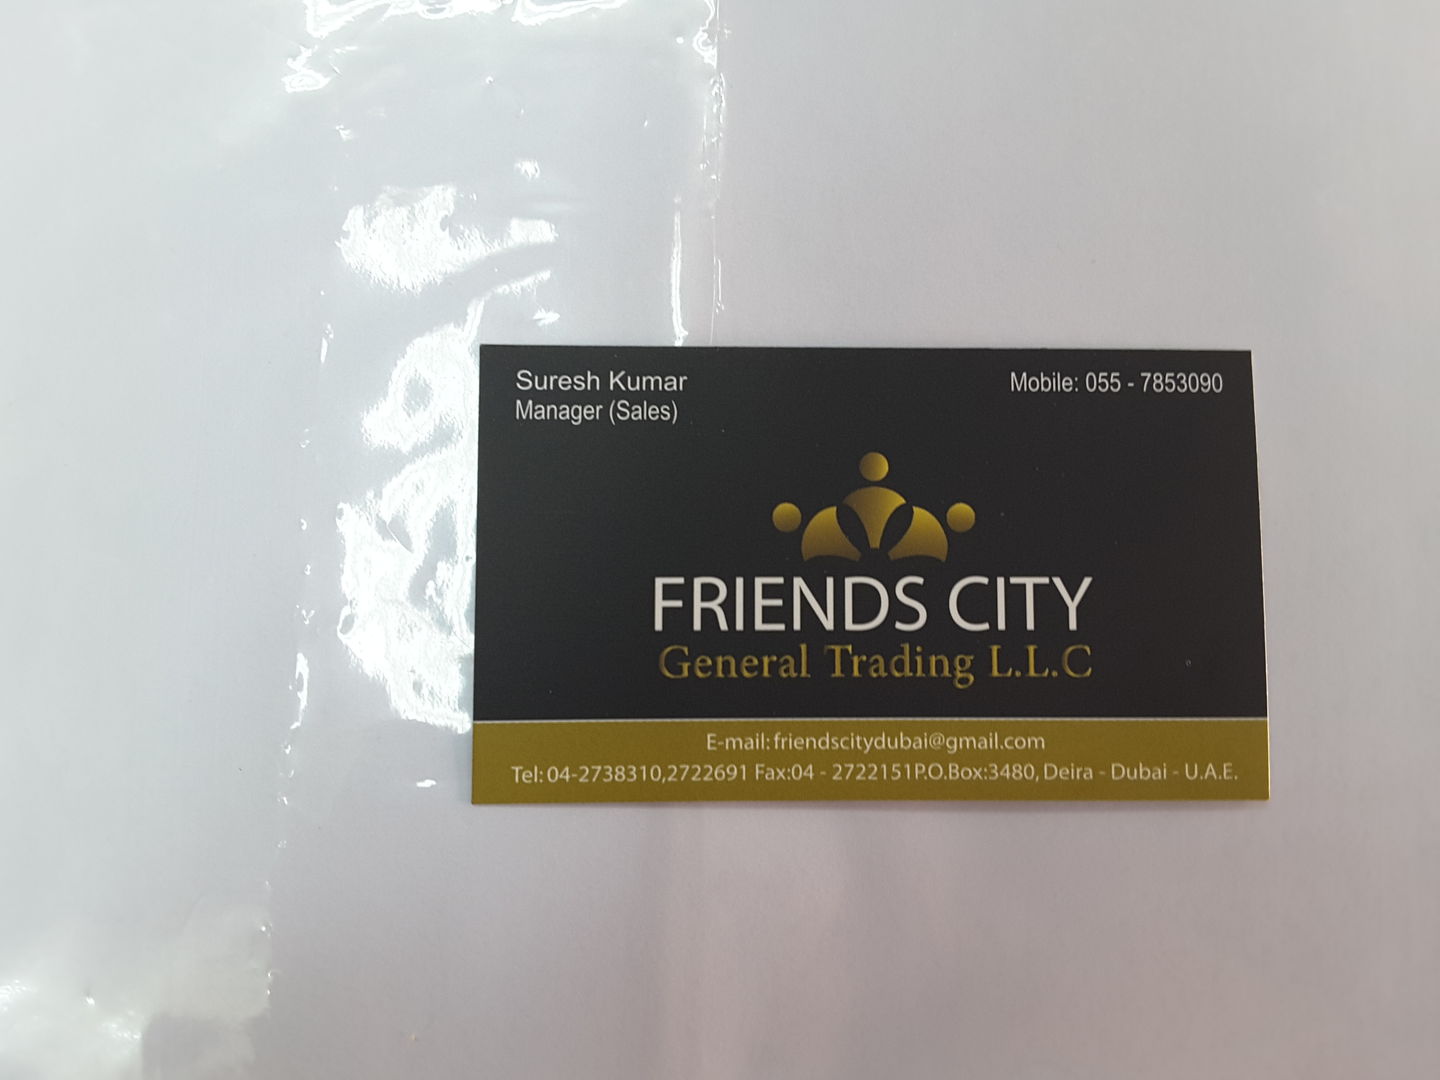 Suresh Kumar
Manager (Sales)
Mobile: 055 - 7853090
FRIENDS CITY
General Trading L.L.C
E-mail: friendscitydubai@gmail.com
Tel: 04-2738310,2722691 Fax:04 - 2722151P.O.Box:3480, Deira - Dubai - U.A.E.